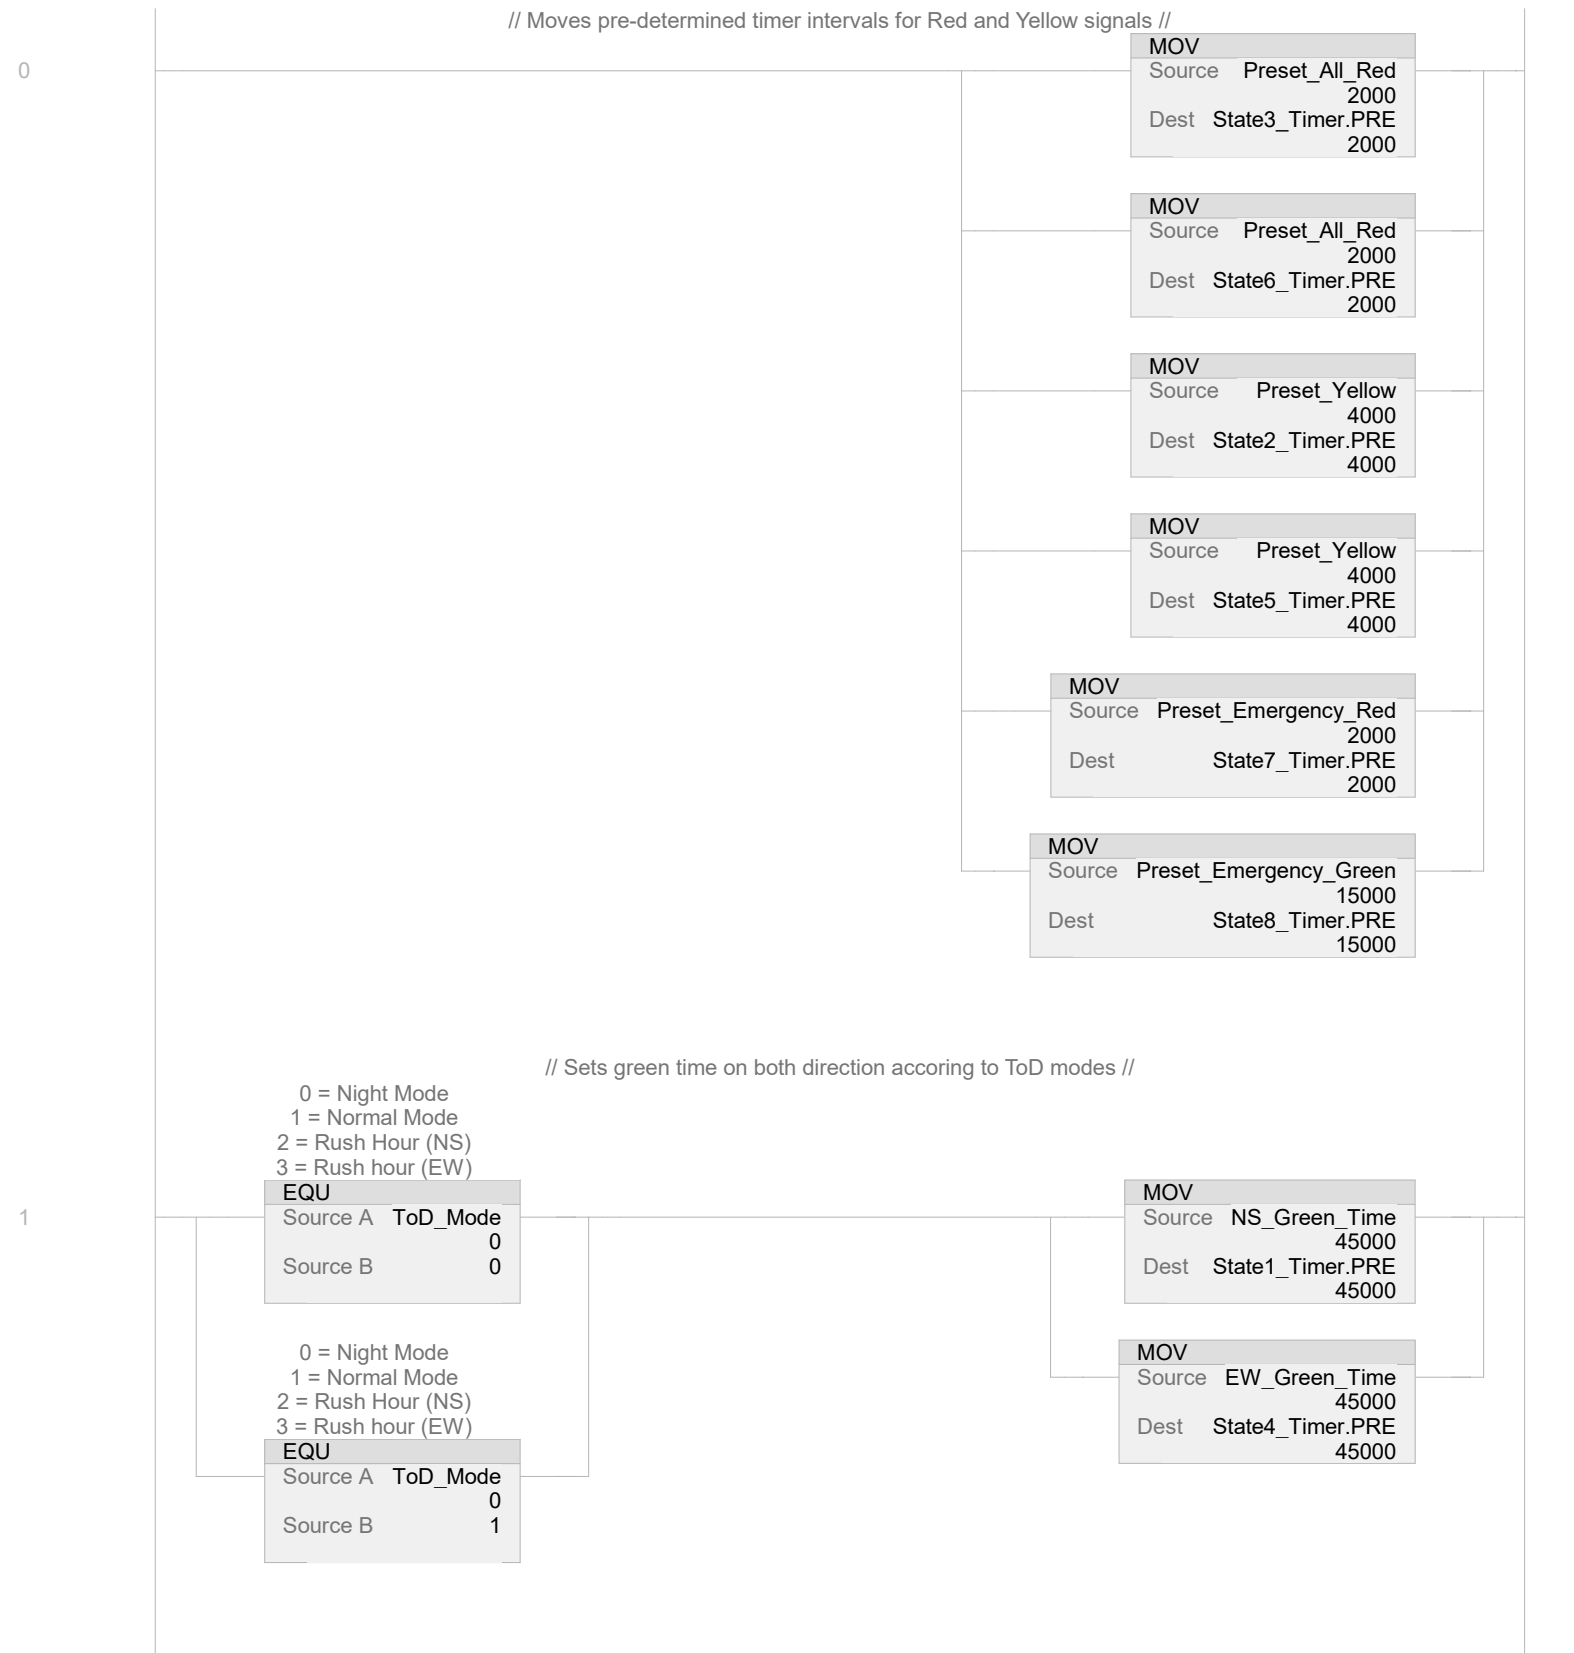 // Moves pre-determined timer intervals for Red and Yellow signals //
0
MOV
Source Preset_All_Red
2000
Dest State3_Timer.PRE
2000
MOV
Source Preset_All_Red
2000
Dest State6_Timer.PRE
2000
MOV
Source Preset_Yellow
4000
Dest State2_Timer.PRE
4000
MOV
Source Preset_Yellow
4000
Dest State5_Timer.PRE
4000
MOV
Source Preset_Emergency_Red
2000
Dest State7_Timer.PRE
2000
MOV
Source Preset_Emergency_Green
15000
Dest State8_Timer.PRE
15000
// Sets green time on both direction accoring to ToD modes //
1
0 = Night Mode
1 = Normal Mode
2 = Rush Hour (NS)
3 = Rush hour (EW)
EQU
Source A ToD_Mode
0
Source B 0
0 = Night Mode
1 = Normal Mode
2 = Rush Hour (NS)
3 = Rush hour (EW)
EQU
Source A ToD_Mode
0
Source B 1
MOV
Source NS_Green_Time
45000
Dest State1_Timer.PRE
45000
MOV
Source EW_Green_Time
45000
Dest State4_Timer.PRE
45000